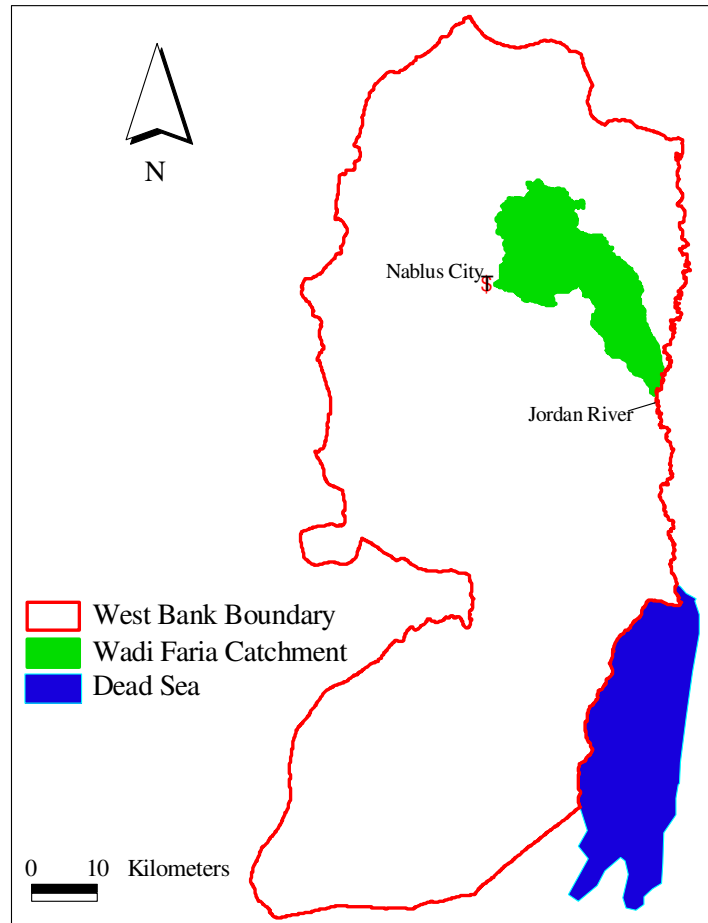 N
Nablus City
Jordan River
West Bank Boundary
Wadi Faria Catchment
Dead Sea
0 10 Kilometers